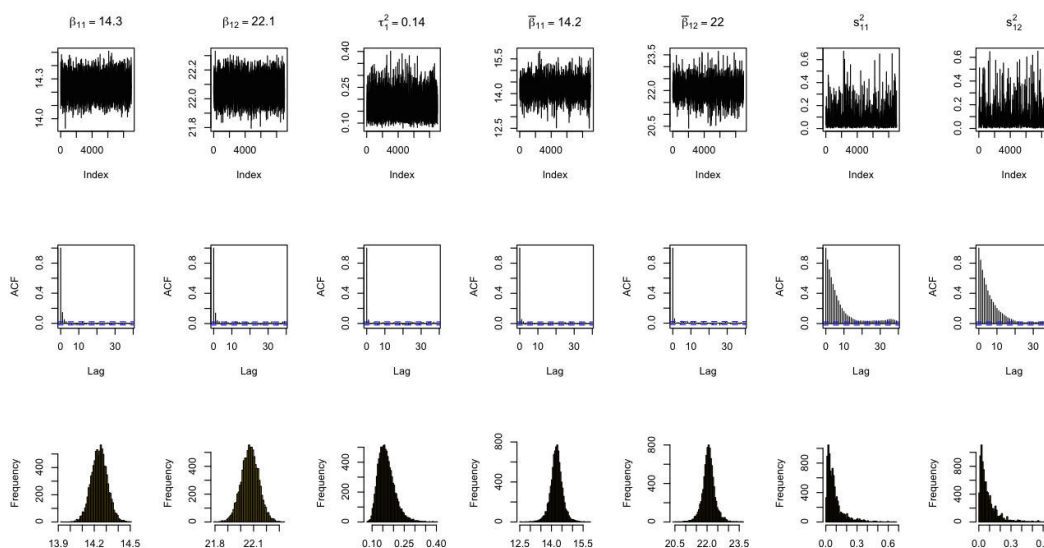 β₁₁ = 14.3 β₁₂ = 22.1 τ²₁ = 0.14 β̅₁₁ = 14.2 β̅₁₂ = 22 s²₁₁ s²₁₂
14.0 14.3
0 4000
Index
21.8 22.0 22.2
0 4000
Index
0.10 0.25 0.40
0 4000
Index
12.5 14.0 15.5
0 4000
Index
20.5 22.0 23.5
0 4000
Index
0.0 0.2 0.4 0.6
0 4000
Index
0.0 0.2 0.4 0.6
0 4000
Index
ACF
0.0 0.4 0.8
0 10 30
Lag
ACF
0.0 0.4 0.8
0 10 30
Lag
ACF
0.0 0.4 0.8
0 10 30
Lag
ACF
0.0 0.4 0.8
0 10 30
Lag
ACF
0.0 0.4 0.8
0 10 30
Lag
ACF
0.0 0.4 0.8
0 10 30
Lag
ACF
0.0 0.4 0.8
0 10 30
Lag
Frequency
0 200 400
13.9 14.2 14.5
Frequency
0 200 400
21.8 22.1
Frequency
0 200 400
0.10 0.25 0.40
Frequency
0 200 500 800
12.5 14.0 15.5
Frequency
0 200 500 800
20.5 22.0 23.5
Frequency
0 400 800
0.0 0.3 0.6
Frequency
0 400 800
0.0 0.3